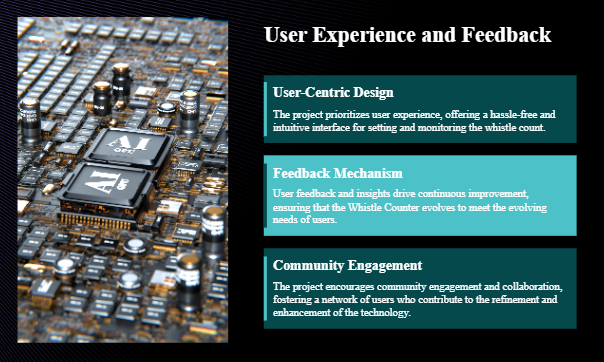 User Experience and Feedback
User-Centric Design
The project prioritizes user experience, offering a hassle-free and
intuitive interface for setting and monitoring the whistle count.
Feedback Mechanism
User feedback and insights drive continuous improvement,
ensuring that the Whistle Counter evolves to meet the evolving
needs of users.
Community Engagement
The project encourages community engagement and collaboration,
fostering a network of users who contribute to the refinement and
enhancement of the technology.
AI
AI